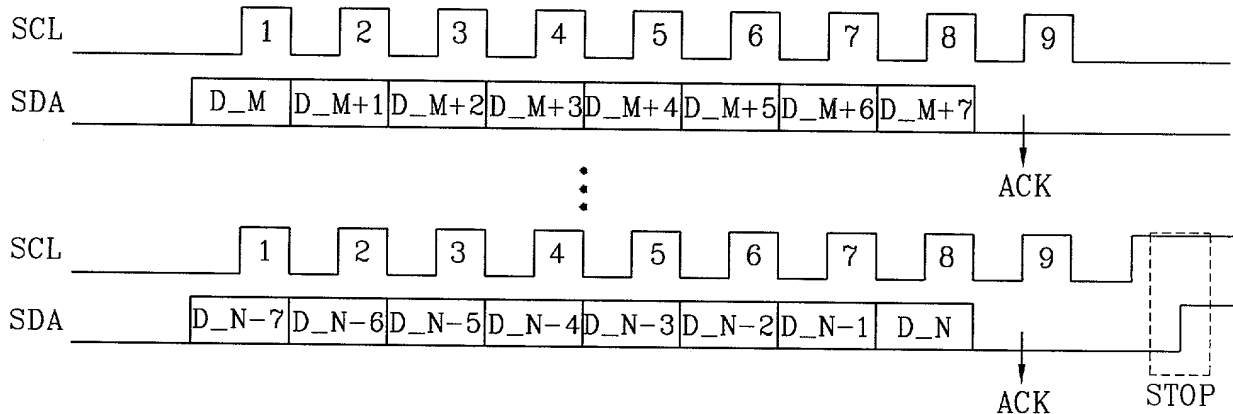 SCL 1 2 3 4 5 6 7 8 9
SDA D_M D_M+1 D_M+2 D_M+3 D_M+4 D_M+5 D_M+6 D_M+7
ACK
SCL 1 2 3 4 5 6 7 8 9
SDA D_N-7 D_N-6 D_N-5 D_N-4 D_N-3 D_N-2 D_N-1 D_N
ACK STOP